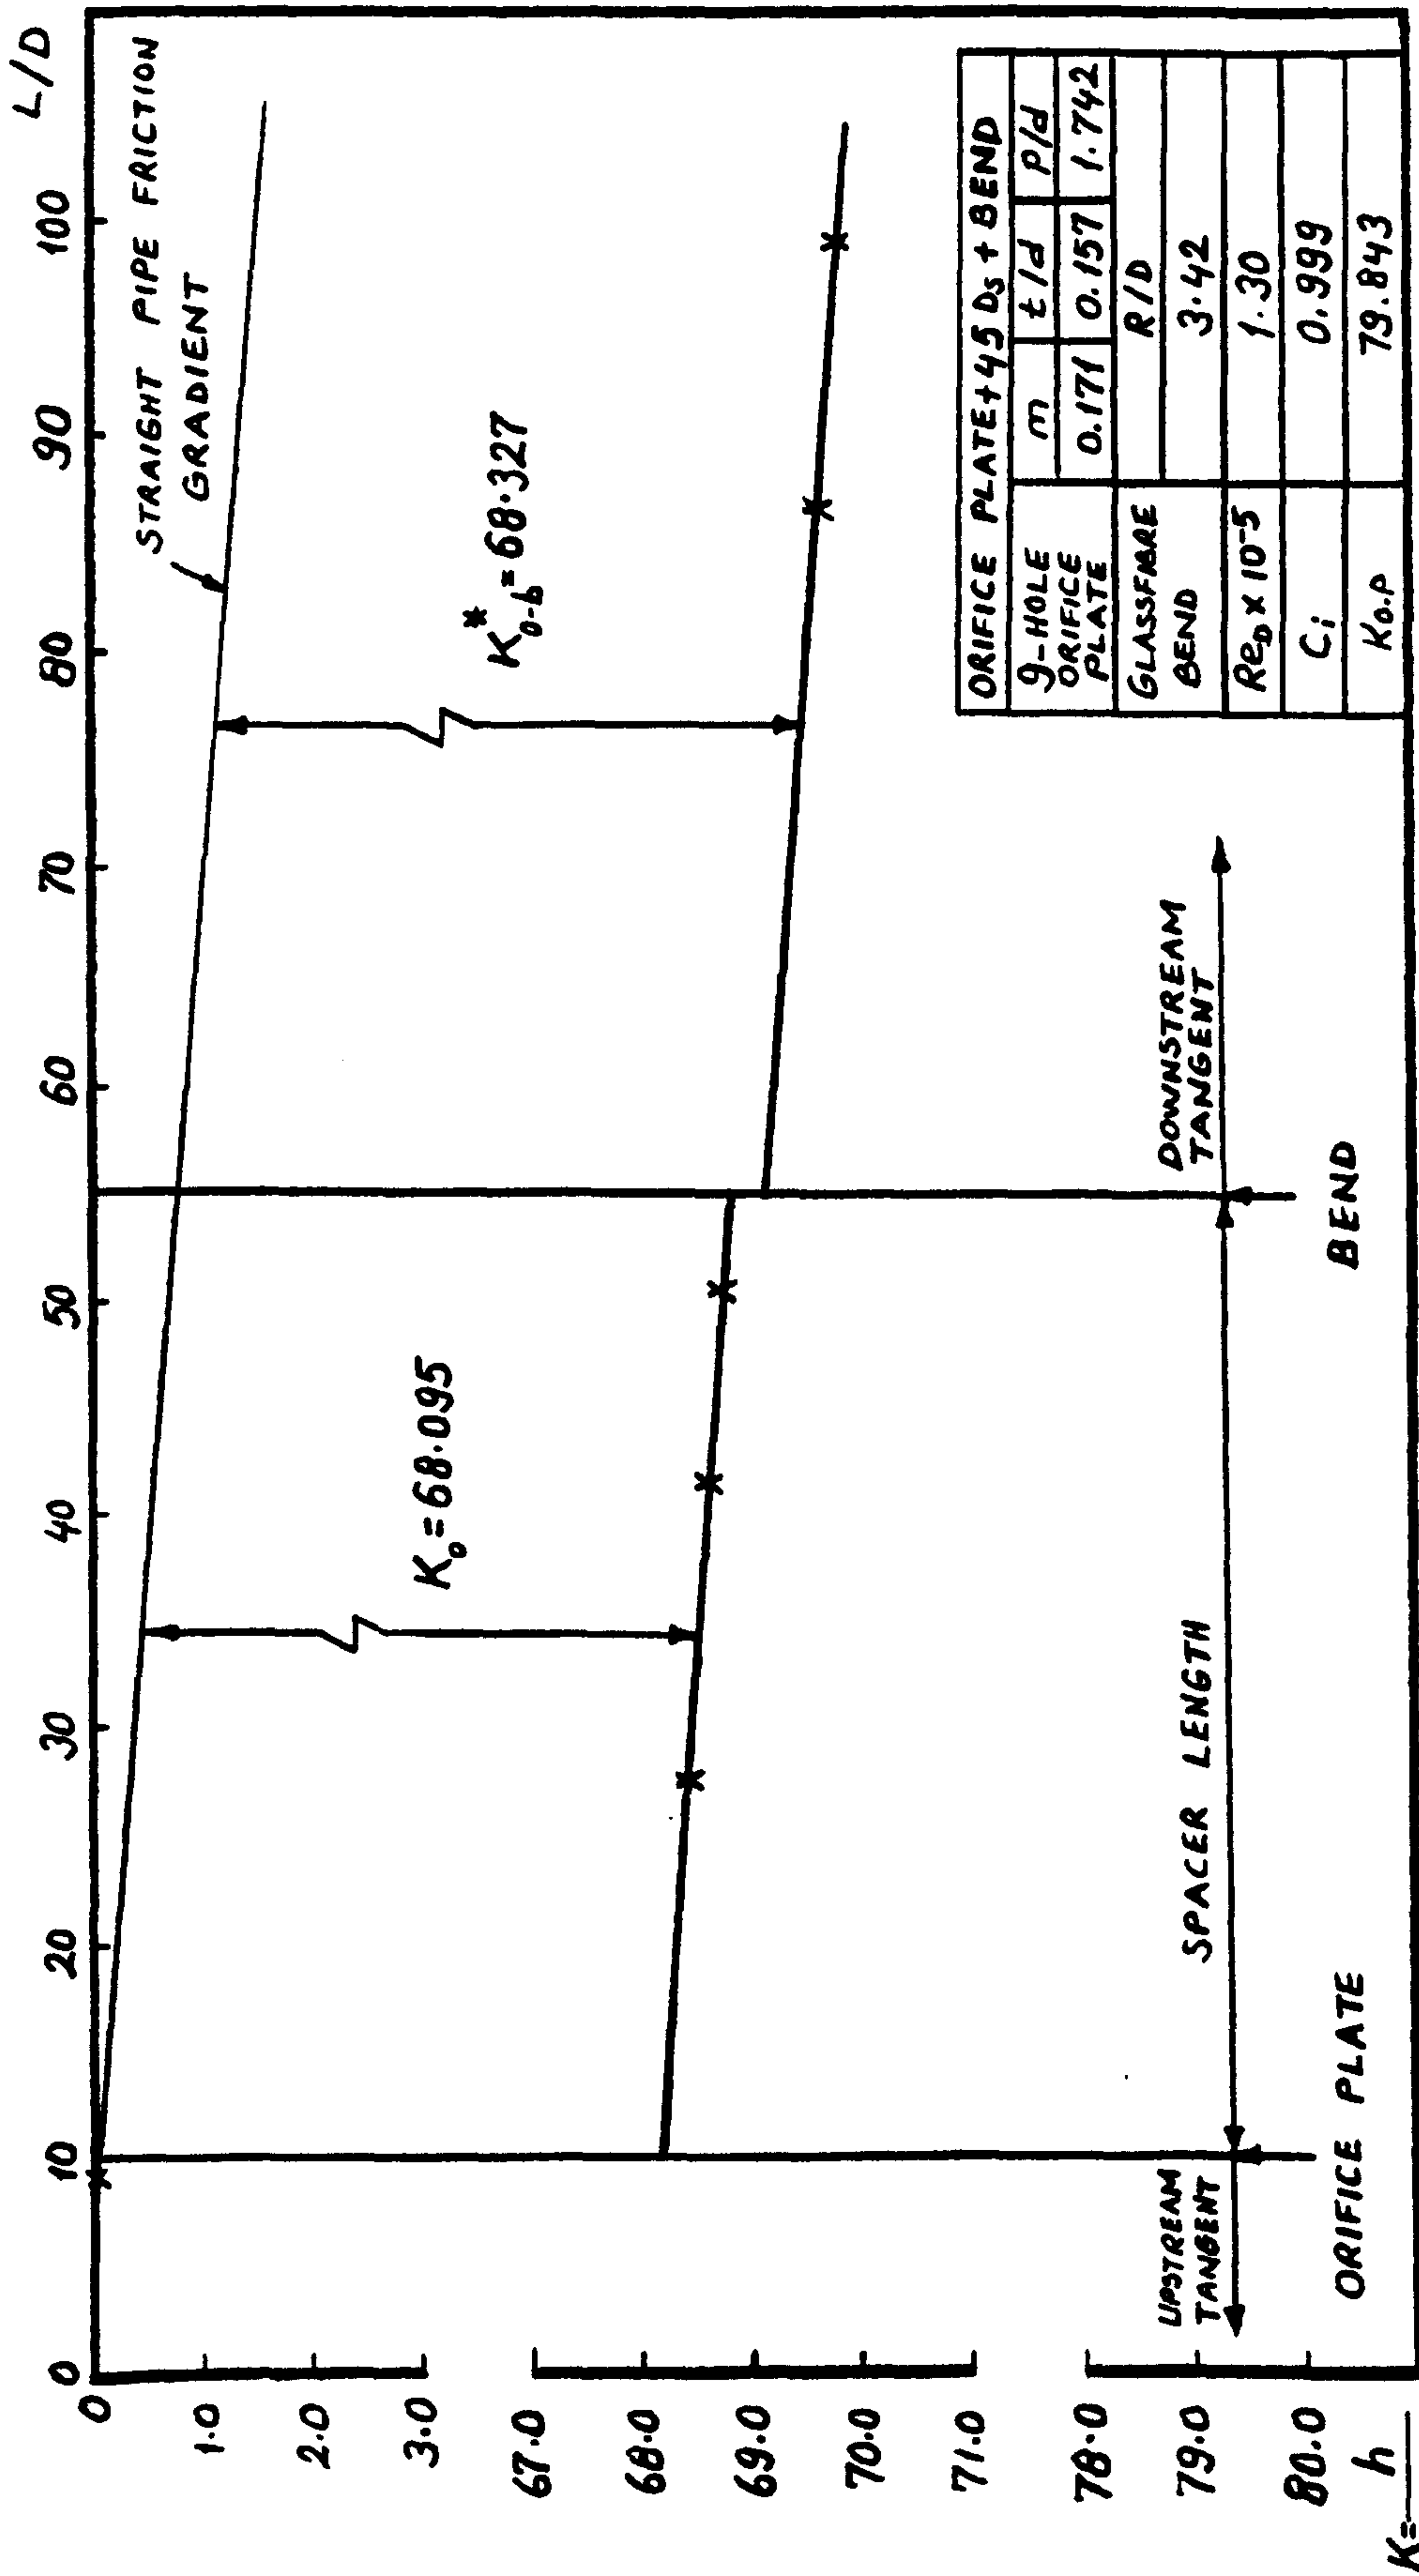 L/D
0 10 20 30 40 50 60 70 80 90 100
0
1.0
2.0
3.0
67.0
68.0
69.0
70.0
71.0
78.0
79.0
80.0
K= h
STRAIGHT PIPE FRICTION
GRADIENT
K₀ = 68.095
K*₀₋b = 68.327
UPSTREAM
TANGENT
SPACER LENGTH
DOWNSTREAM
TANGENT
ORIFICE PLATE
BEND
ORIFICE PLATE+45 Ds + BEND
9-HOLE
ORIFICE
PLATE
m t/d P/d
0.171 0.157 1.742
GLASSFIBRE
BEND
R/D
3.42
ReD x 10⁻⁵ 1.30
Ci 0.999
Ko.p 79.843